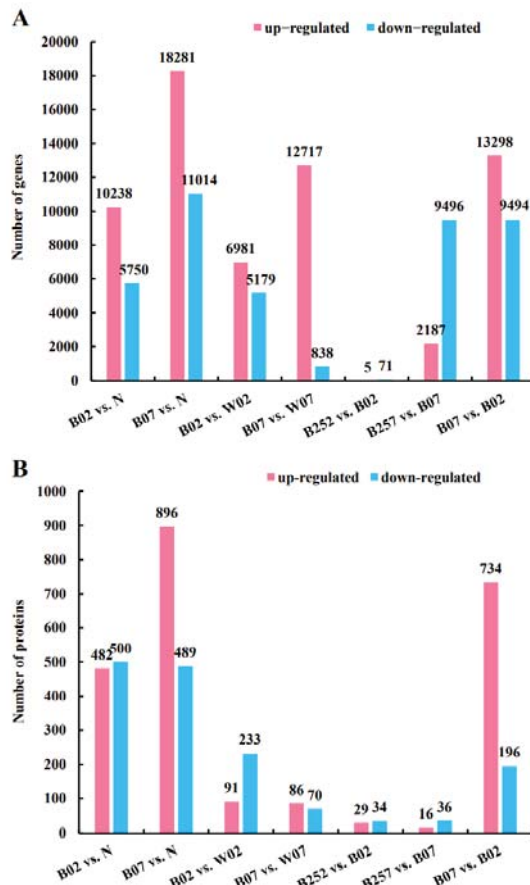 A
up-regulated down-regulated
Number of genes
20000
18000
16000
14000
12000
10000
8000
6000
4000
2000
0
10238
5750
18281
11014
6981
5179
12717
838
5
71
2187
9496
13298
9494
B02 vs. N
B07 vs. N
B02 vs. W02
B07 vs. W07
B252 vs. B02
B257 vs. B07
B07 vs. B02
B
up-regulated down-regulated
Number of proteins
1000
900
800
700
600
500
400
300
200
100
0
482
500
896
489
91
233
86
70
29
34
16
36
734
196
B02 vs. N
B07 vs. N
B02 vs. W02
B07 vs. W07
B252 vs. B02
B257 vs. B07
B07 vs. B02